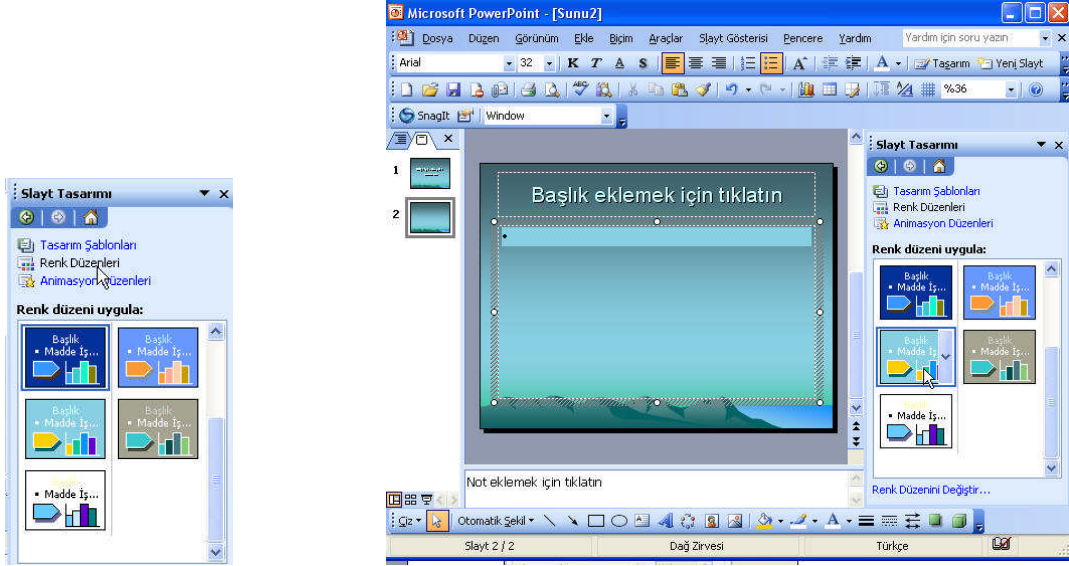 Slayt Tasarımı
Tasarım Şablonları
Renk Düzenleri
Animasyon Düzenleri
Renk düzeni uygula:
Başlık
▪ Madde İş...
Başlık
▪ Madde İş...
Başlık
▪ Madde İş...
Başlık
▪ Madde İş...
▪ Madde İş...
Microsoft PowerPoint - [Sunu2]
Dosya Düzen Görünüm Ekle Biçim Araçlar Slayt Gösterisi Pencere Yardım Yardım için soru yazın
Arial 32 K T A S A A Tasarım Yeni Slayt
%36
SnagIt Window
1
2
Başlık eklemek için tıklatın
Slayt Tasarımı
Tasarım Şablonları
Renk Düzenleri
Animasyon Düzenleri
Renk düzeni uygula:
Başlık
▪ Madde İş...
Başlık
▪ Madde İş...
Başlık
▪ Madde İş
Başlık
▪ Madde İş...
▪ Madde İş...
Renk Düzenini Değiştir...
Not eklemek için tıklatın
Çiz Otomatik Şekil A
Slayt 2 / 2 Dağ Zirvesi Türkçe